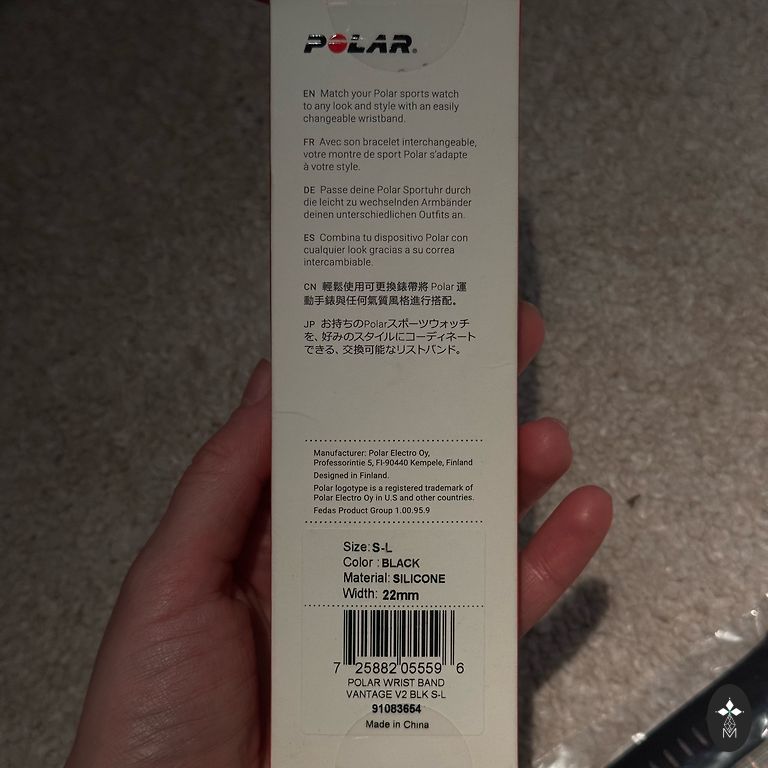 POLAR®
EN Match your Polar sports watch
to any look and style with an easily
changeable wristband.
FR Avec son bracelet interchangeable,
votre montre de sport Polar s'adapte
à votre style.
DE Passe deine Polar Sportuhr durch
die leicht zu wechselnden Armbänder
deinen unterschiedlichen Outfits an.
ES Combina tu dispositivo Polar con
cualquier look gracias a su correa
intercambiable.
CN 輕鬆使用可更換錶帶將 Polar 運
動手錶與任何氣質風格進行搭配。
JP お持ちのPolarスポーツウォッチ
を、好みのスタイルにコーディネート
できる、交換可能なリストバンド。
Manufacturer: Polar Electro Oy,
Professorintie 5, FI-90440 Kempele, Finland
Designed in Finland.
Polar logotype is a registered trademark of
Polar Electro Oy in U.S and other countries.
Fedas Product Group 1.00.95.9
Size: S-L
Color : BLACK
Material: SILICONE
Width: 22mm
7 25882 05559 6
POLAR WRIST BAND
VANTAGE V2 BLK S-L
91083654
Made in China
M